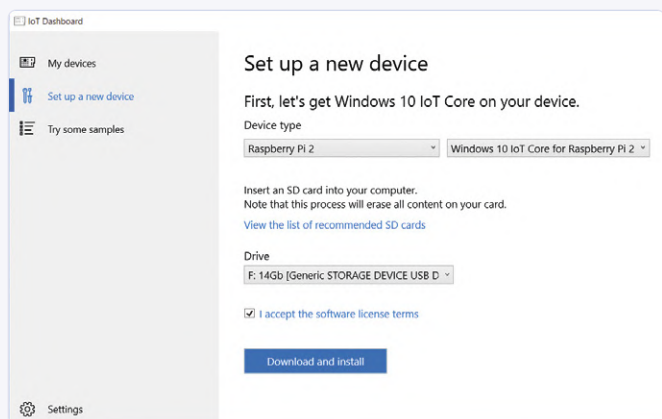 IoT Dashboard
My devices
Set up a new device
Try some samples
Settings
Set up a new device
First, let's get Windows 10 IoT Core on your device.
Device type
Raspberry Pi 2
Windows 10 IoT Core for Raspberry Pi 2
Insert an SD card into your computer.
Note that this process will erase all content on your card.
View the list of recommended SD cards
Drive
F: 14Gb [Generic STORAGE DEVICE USB D
I accept the software license terms
Download and install